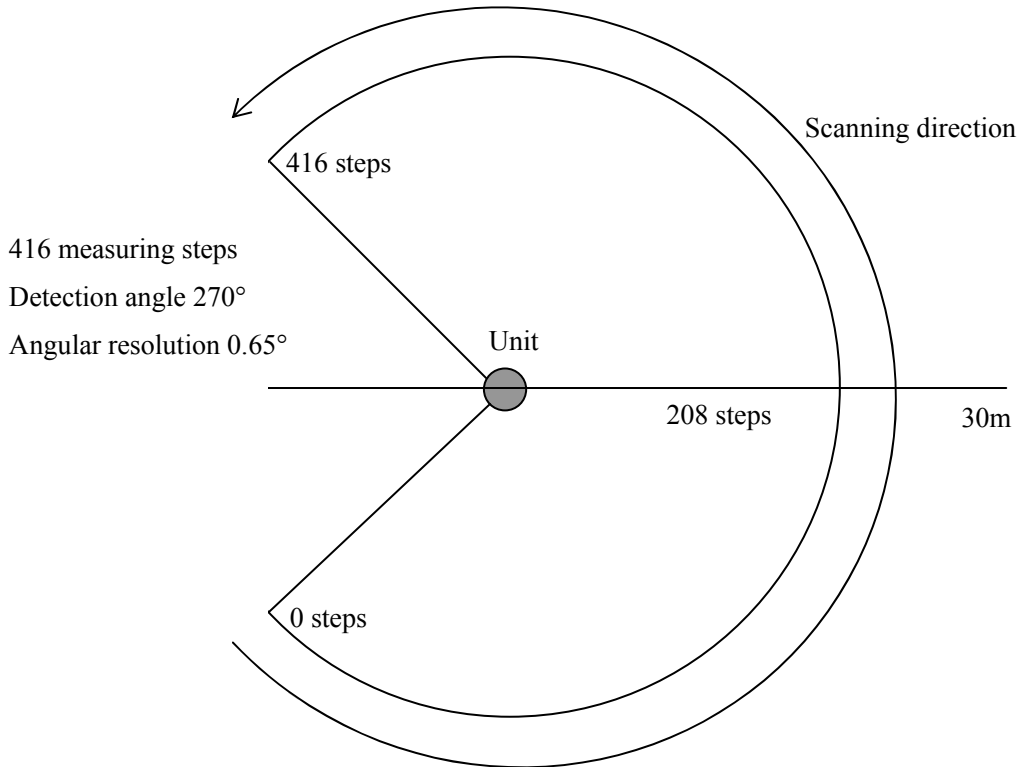 Scanning direction
416 steps
416 measuring steps
Detection angle 270°
Angular resolution 0.65°
Unit
208 steps
30m
0 steps